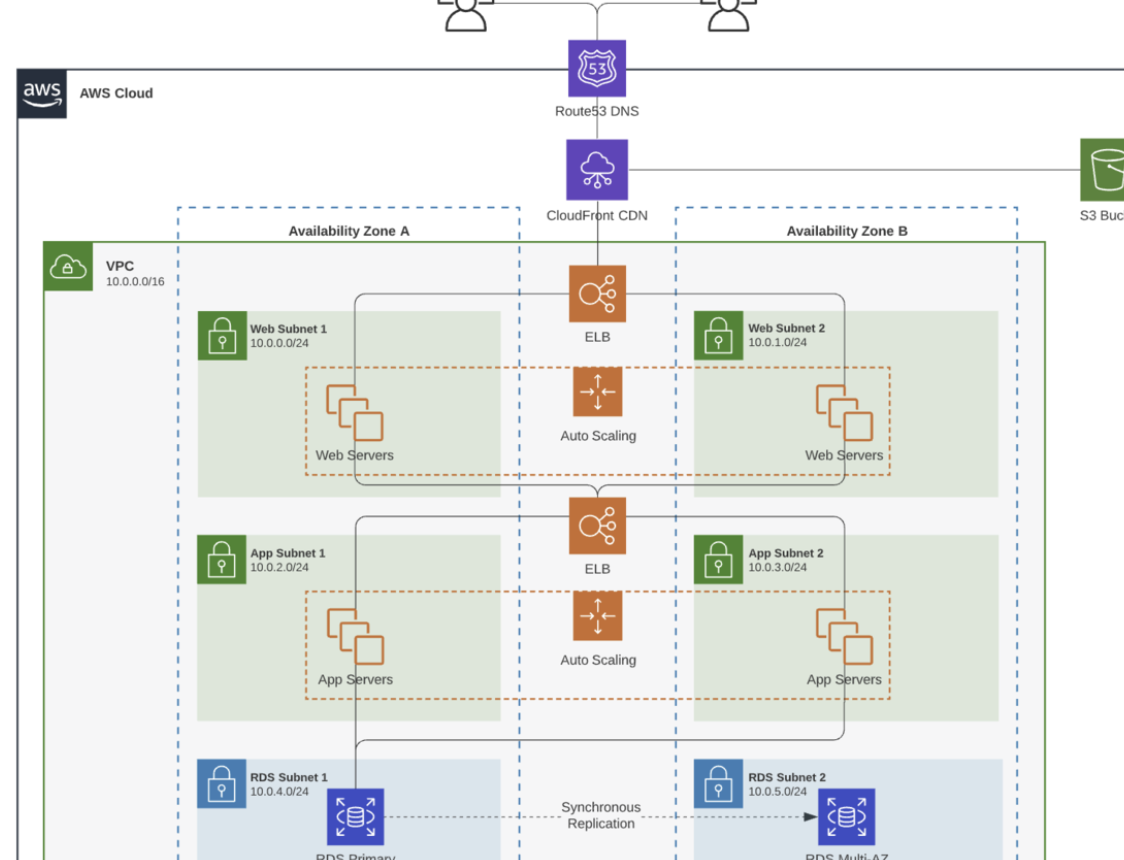 53
aws
AWS Cloud
Route53 DNS
CloudFront CDN
S3
Availability Zone A
Availability Zone B
VPC
10.0.0.0/16
ELB
Web Subnet 1
10.0.0.0/24
Web Subnet 2
10.0.1.0/24
Auto Scaling
Web Servers
Web Servers
ELB
App Subnet 1
10.0.2.0/24
App Subnet 2
10.0.3.0/24
Auto Scaling
App Servers
App Servers
RDS Subnet 1
10.0.4.0/24
RDS Subnet 2
10.0.5.0/24
Synchronous
Replication
RDS Primary
RDS Multi-AZ